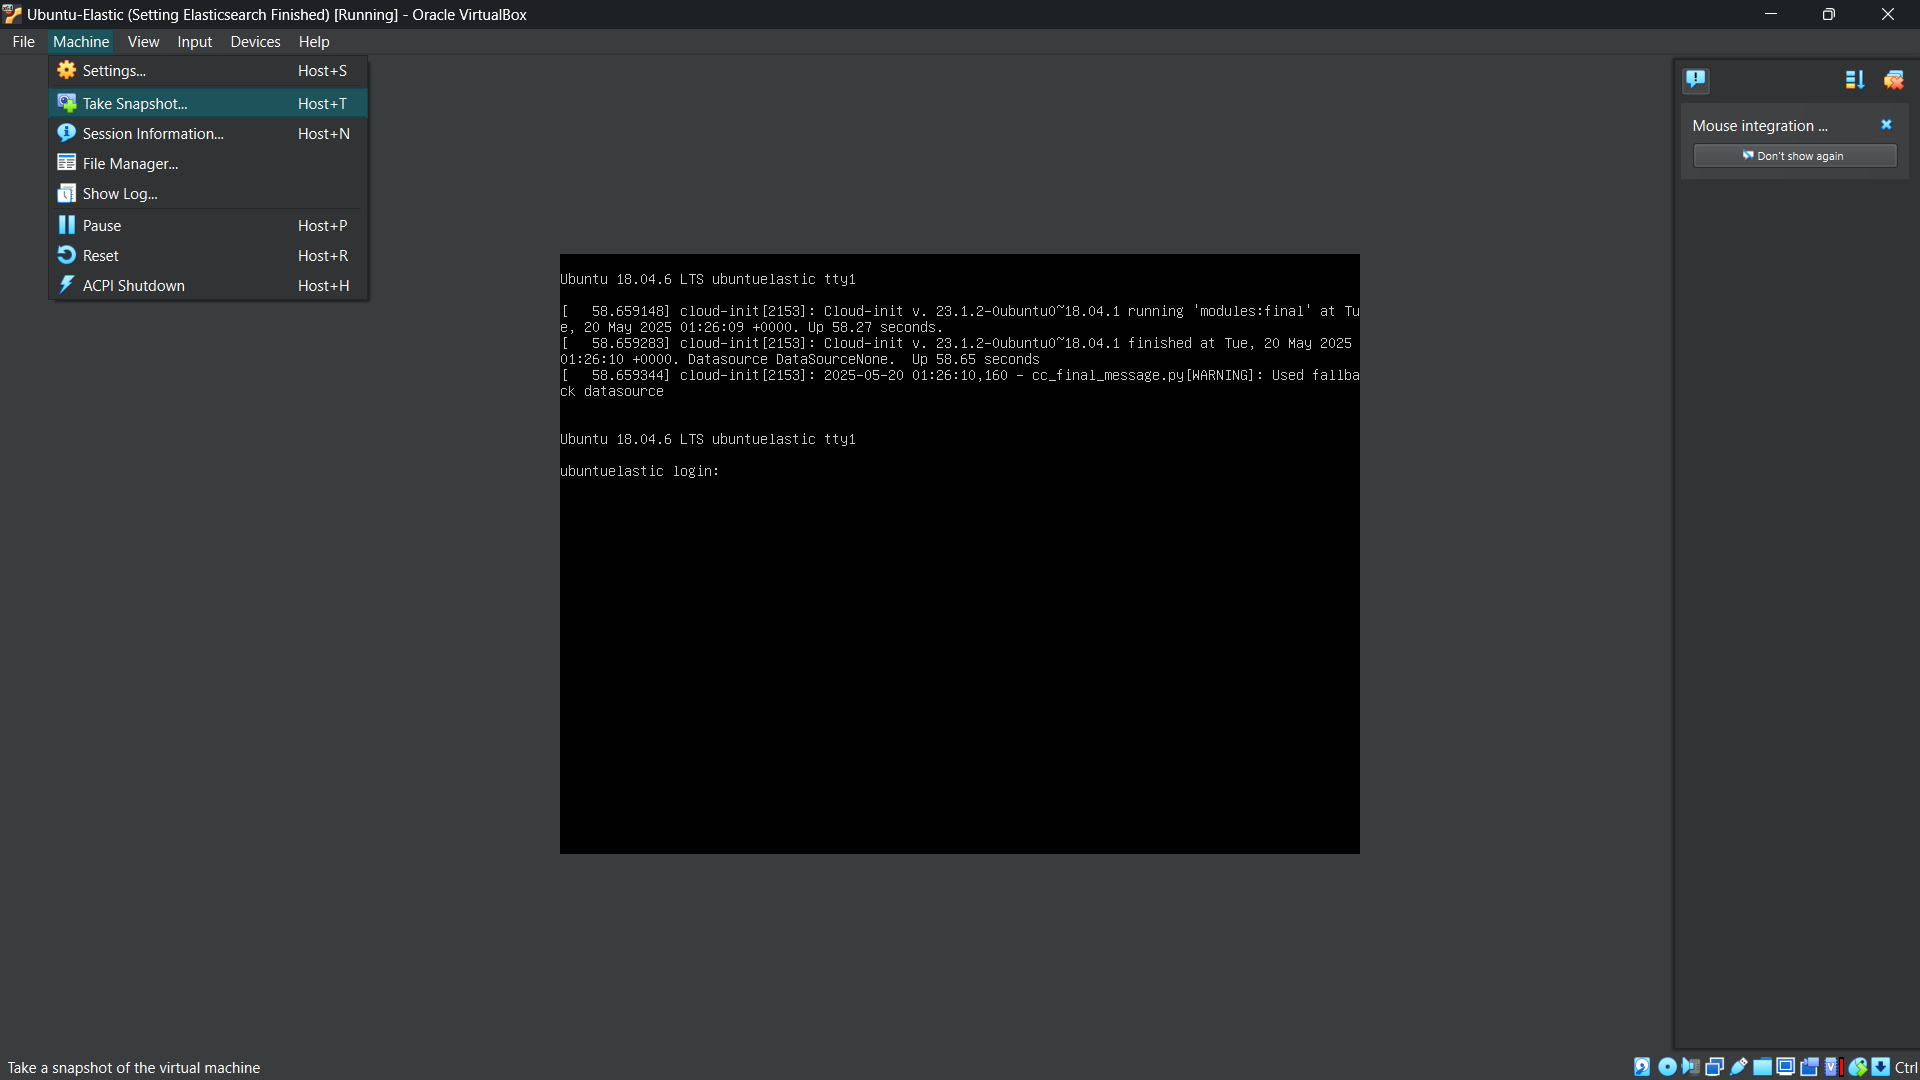 Ubuntu-Elastic (Setting Elasticsearch Finished) [Running] - Oracle VirtualBox
File Machine View Input Devices Help
Settings... Host+S
Take Snapshot... Host+T
Session Information... Host+N
File Manager...
Show Log...
Pause Host+P
Reset Host+R
ACPI Shutdown Host+H
Mouse integration ...
Don't show again
Ubuntu 18.04.6 LTS ubuntuelastic tty1
[   58.659148] cloud-init[2153]: Cloud-init v. 23.1.2-0ubuntu0~18.04.1 running 'modules:final' at Tu
e, 20 May 2025 01:26:09 +0000. Up 58.27 seconds.
[   58.659283] cloud-init[2153]: Cloud-init v. 23.1.2-0ubuntu0~18.04.1 finished at Tue, 20 May 2025
01:26:10 +0000. Datasource DataSourceNone.  Up 58.65 seconds
[   58.659344] cloud-init[2153]: 2025-05-20 01:26:10,160 - cc_final_message.py[WARNING]: Used fallba
ck datasource
Ubuntu 18.04.6 LTS ubuntuelastic tty1
ubuntuelastic login:
Take a snapshot of the virtual machine
Ctrl